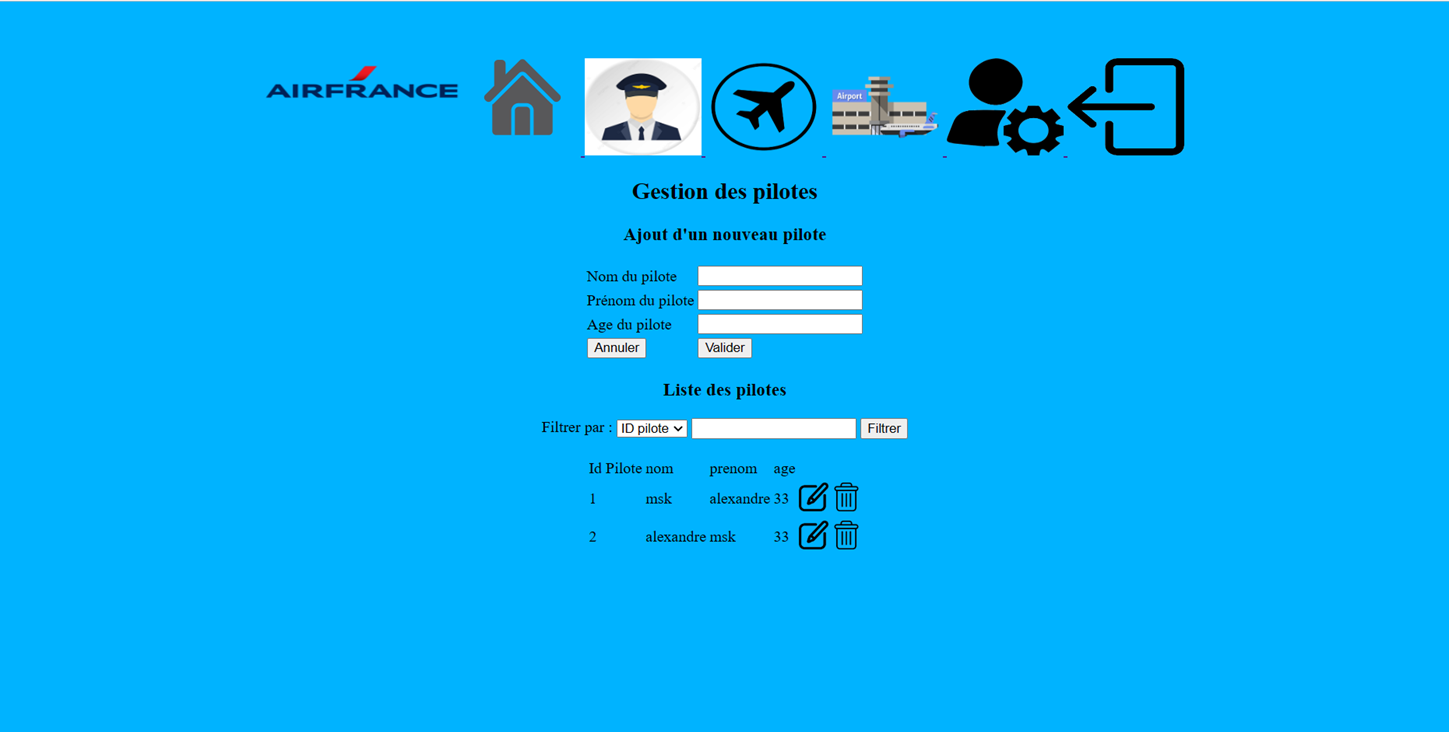 AIRFRANCE
Airport
Gestion des pilotes
Ajout d'un nouveau pilote
Nom du pilote
Prénom du pilote
Age du pilote
Annuler Valider
Liste des pilotes
Filtrer par : ID pilote Filtrer
Id Pilote nom prenom age
1 msk alexandre 33
2 alexandre msk 33